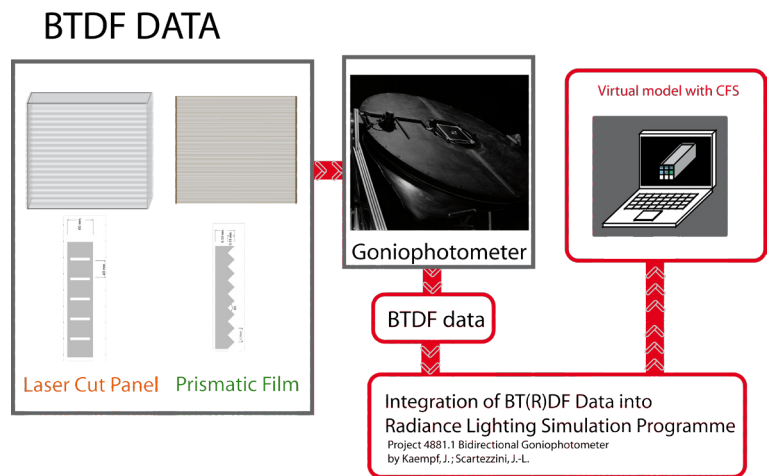 BTDF DATA
Laser Cut Panel
Prismatic Film
Goniophotometer
BTDF data
Virtual model with CFS
Integration of BT(R)DF Data into
Radiance Lighting Simulation Programme
Project 4881.1 Bidirectional Goniophotometer
by Kaempf, J.; Scartezzini, J.-L.